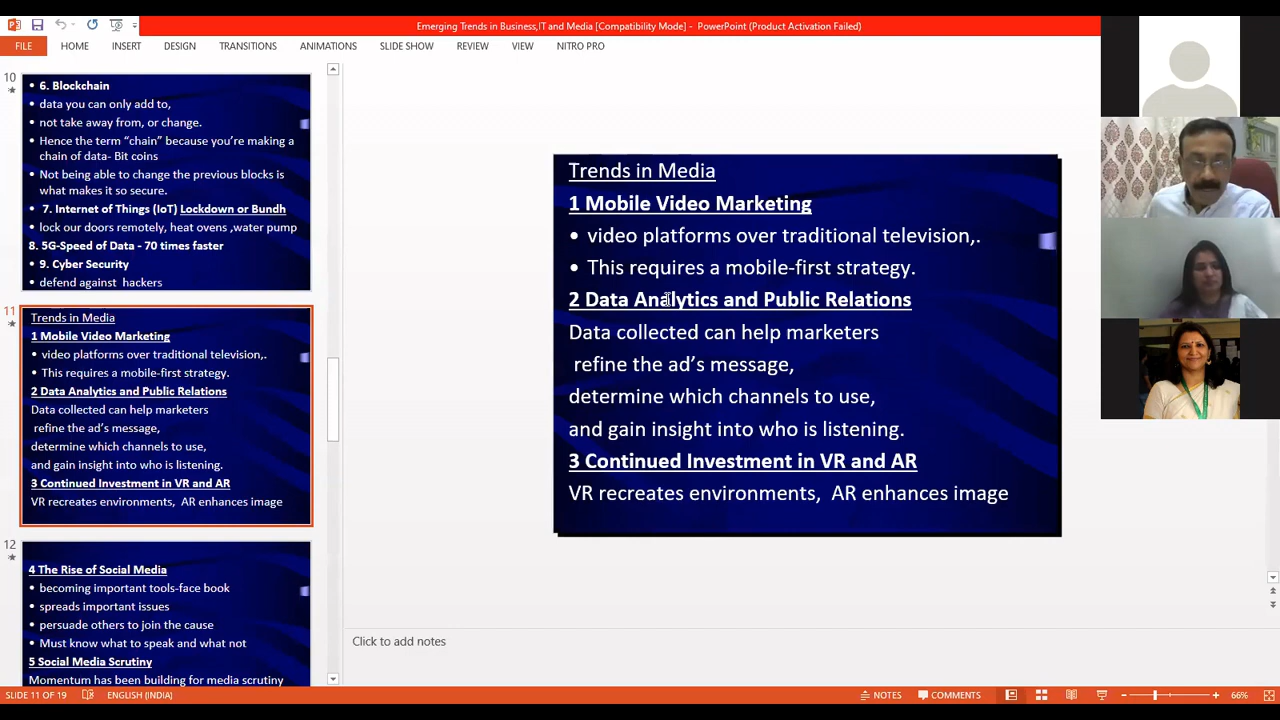 Emerging Trends in Business,IT and Media [Compatibility Mode] - PowerPoint (Product Activation Failed)
FILE HOME INSERT DESIGN TRANSITIONS ANIMATIONS SLIDE SHOW REVIEW VIEW NITRO PRO
10
• 6. Blockchain
• data you can only add to,
• not take away from, or change.
• Hence the term “chain” because you’re making a
chain of data- Bit coins
• Not being able to change the previous blocks is
what makes it so secure.
• 7. Internet of Things (IoT) Lockdown or Bundh
• lock our doors remotely, heat ovens ,water pump
8. 5G-Speed of Data - 70 times faster
• 9. Cyber Security
• defend against hackers
11
Trends in Media
1 Mobile Video Marketing
• video platforms over traditional television,.
• This requires a mobile-first strategy.
2 Data Analytics and Public Relations
Data collected can help marketers
refine the ad’s message,
determine which channels to use,
and gain insight into who is listening.
3 Continued Investment in VR and AR
VR recreates environments, AR enhances image
12
4 The Rise of Social Media
• becoming important tools-face book
• spreads important issues
• persuade others to join the cause
• Must know what to speak and what not
5 Social Media Scrutiny
Momentum has been building for media scrutiny
Trends in Media
1 Mobile Video Marketing
• video platforms over traditional television,.
• This requires a mobile-first strategy.
2 Data Analytics and Public Relations
Data collected can help marketers
refine the ad’s message,
determine which channels to use,
and gain insight into who is listening.
3 Continued Investment in VR and AR
VR recreates environments, AR enhances image
Click to add notes
SLIDE 11 OF 19 ENGLISH (INDIA) NOTES COMMENTS 66%